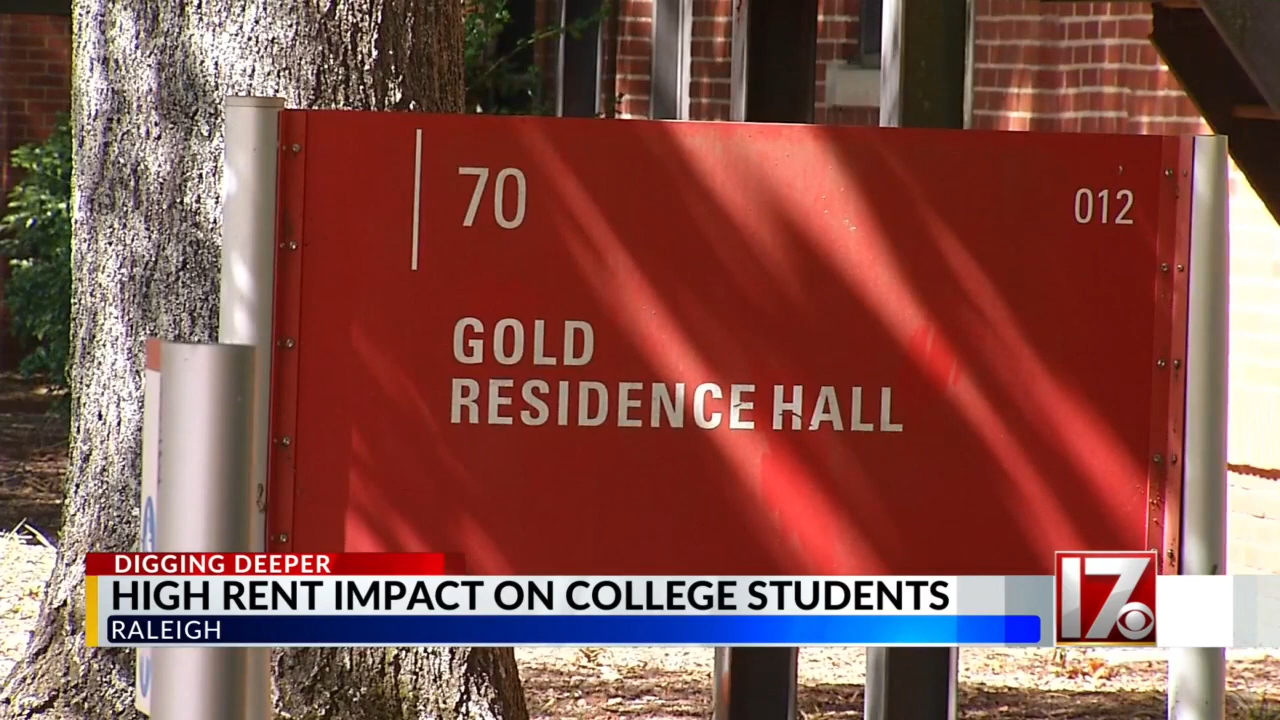 70
012
GOLD
RESIDENCE HALL
DIGGING DEEPER
HIGH RENT IMPACT ON COLLEGE STUDENTS
RALEIGH
17